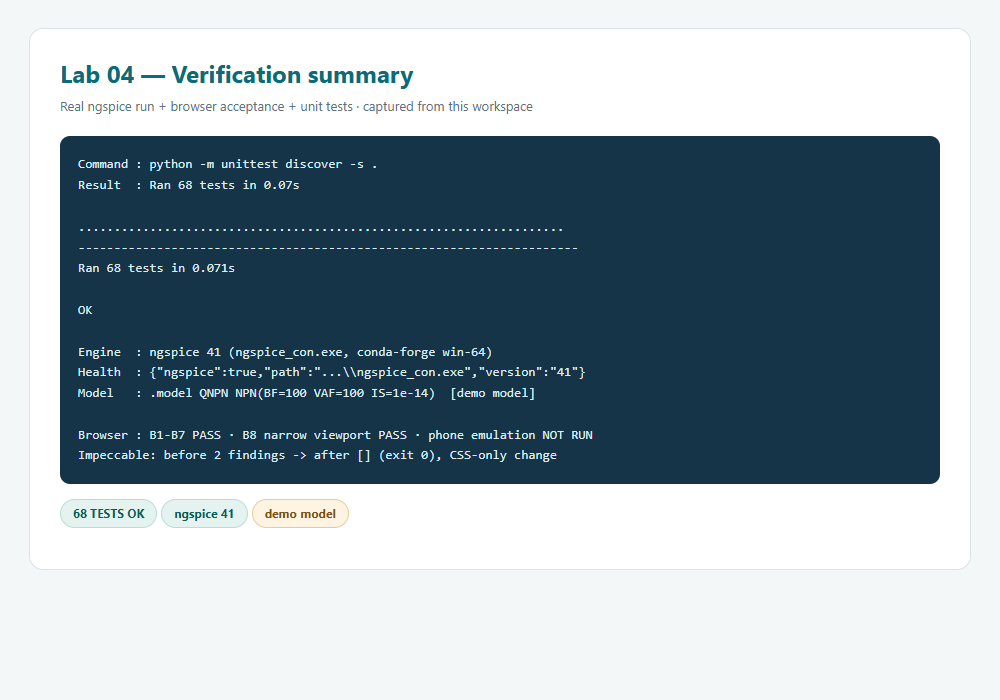 Lab 04 — Verification summary
Real ngspice run + browser acceptance + unit tests · captured from this workspace
Command : python -m unittest discover -s .
Result  : Ran 68 tests in 0.07s
....................................................................
----------------------------------------------------------------------
Ran 68 tests in 0.071s
OK
Engine  : ngspice 41 (ngspice_con.exe, conda-forge win-64)
Health  : {"ngspice":true,"path":"...\\ngspice_con.exe","version":"41"}
Model   : .model QNPN NPN(BF=100 VAF=100 IS=1e-14)  [demo model]
Browser : B1-B7 PASS · B8 narrow viewport PASS · phone emulation NOT RUN
Impeccable: before 2 findings -> after [] (exit 0), CSS-only change
68 TESTS OK
ngspice 41
demo model